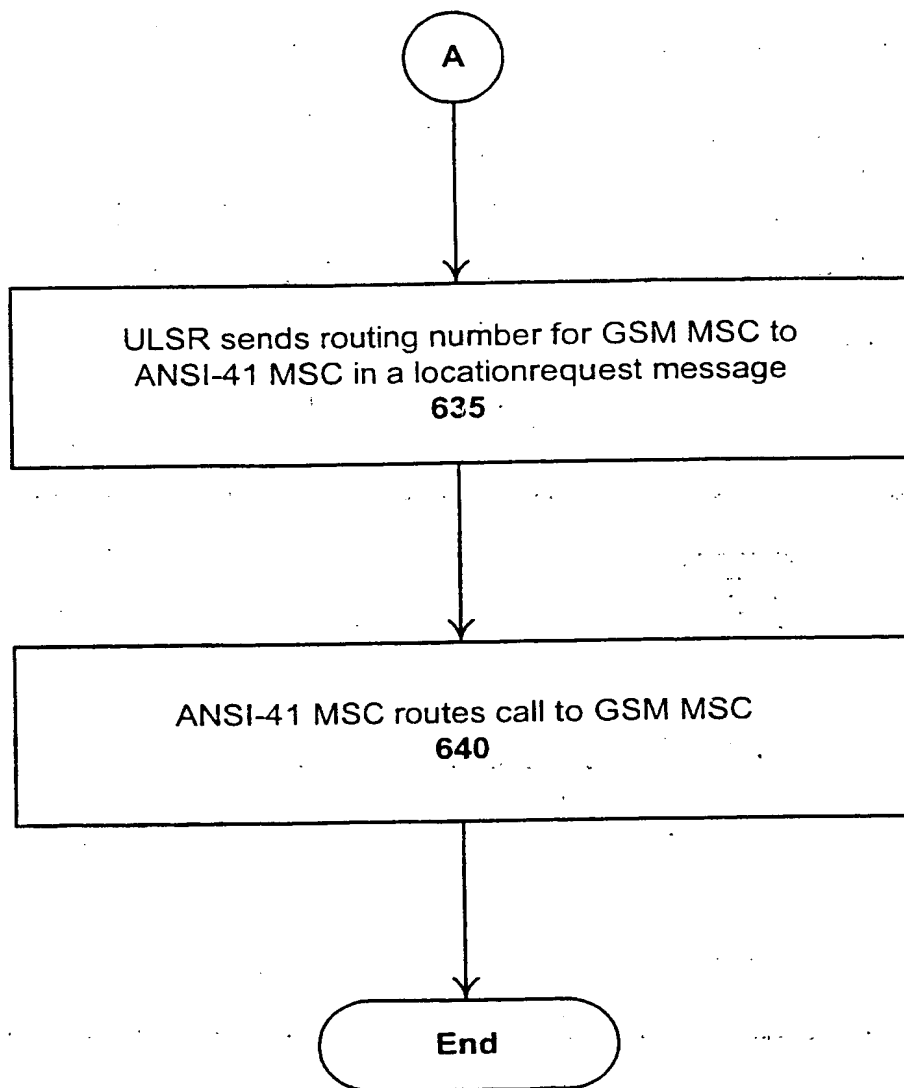 A
ULSR sends routing number for GSM MSC to
ANSI-41 MSC in a locationrequest message
635
ANSI-41 MSC routes call to GSM MSC
640
End